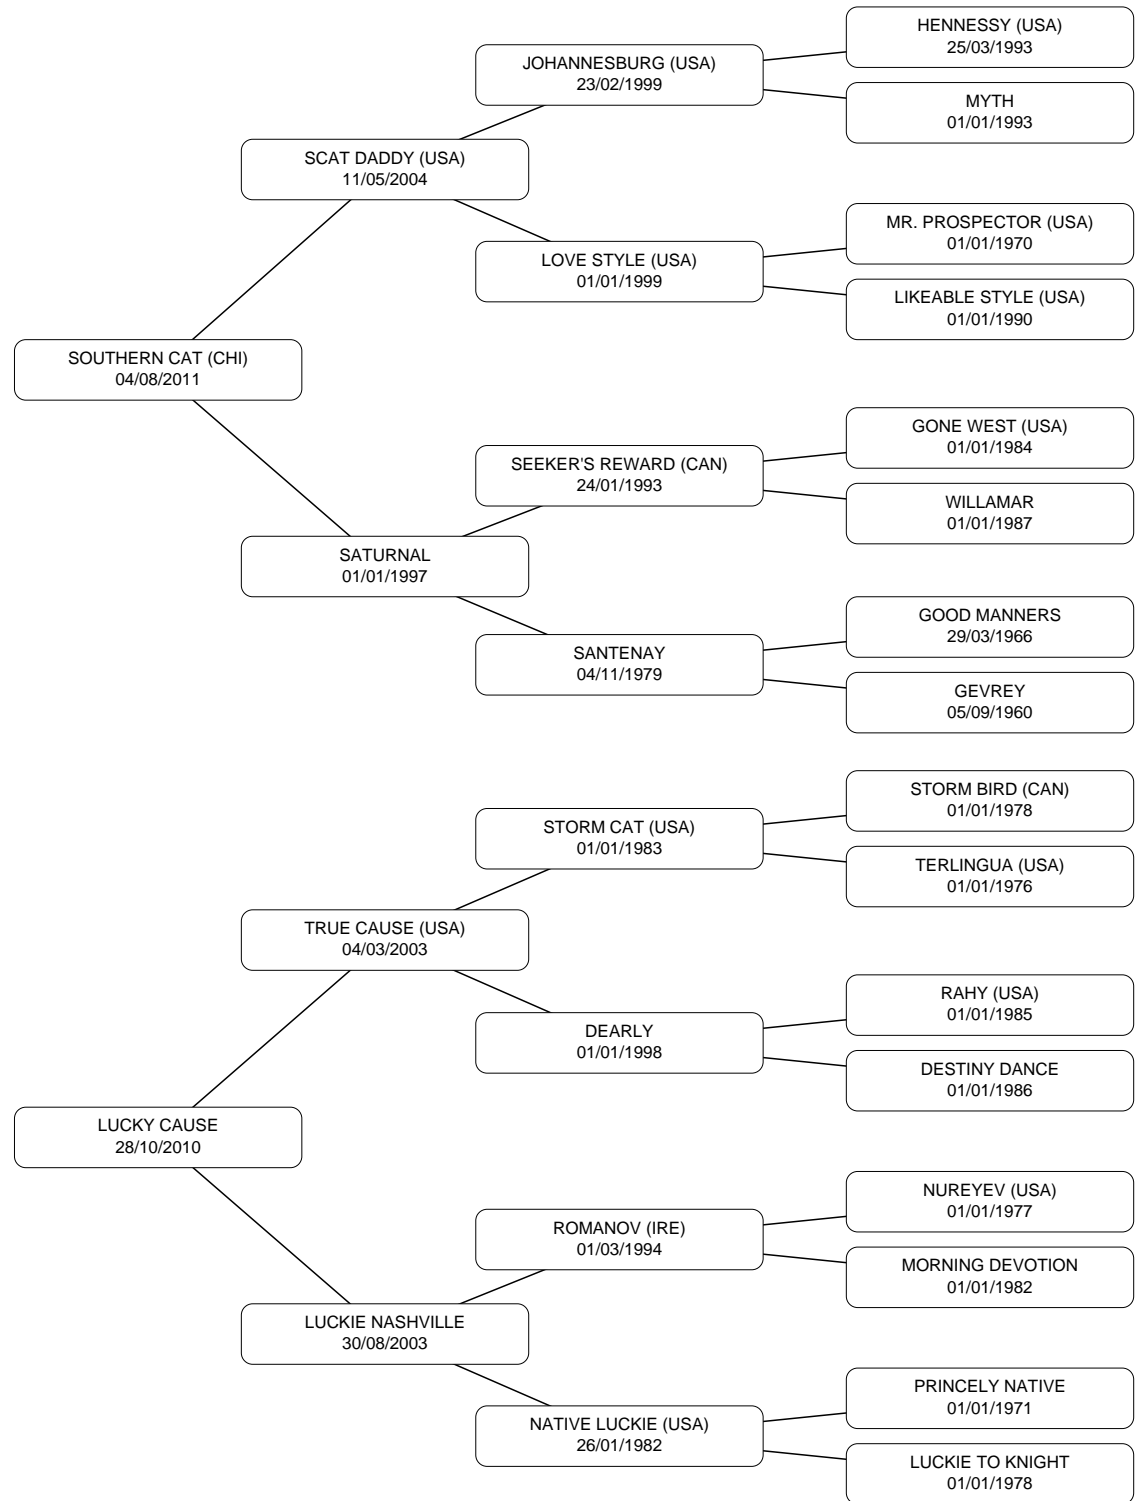 HENNESSY (USA)
25/03/1993
JOHANNESBURG (USA)
23/02/1999
MYTH
01/01/1993
SCAT DADDY (USA)
11/05/2004
MR. PROSPECTOR (USA)
01/01/1970
LOVE STYLE (USA)
01/01/1999
LIKEABLE STYLE (USA)
01/01/1990
SOUTHERN CAT (CHI)
04/08/2011
GONE WEST (USA)
01/01/1984
SEEKER'S REWARD (CAN)
24/01/1993
WILLAMAR
01/01/1987
SATURNAL
01/01/1997
GOOD MANNERS
29/03/1966
SANTENAY
04/11/1979
GEVREY
05/09/1960
STORM BIRD (CAN)
01/01/1978
STORM CAT (USA)
01/01/1983
TERLINGUA (USA)
01/01/1976
TRUE CAUSE (USA)
04/03/2003
RAHY (USA)
01/01/1985
DEARLY
01/01/1998
DESTINY DANCE
01/01/1986
LUCKY CAUSE
28/10/2010
NUREYEV (USA)
01/01/1977
ROMANOV (IRE)
01/03/1994
MORNING DEVOTION
01/01/1982
LUCKIE NASHVILLE
30/08/2003
PRINCELY NATIVE
01/01/1971
NATIVE LUCKIE (USA)
26/01/1982
LUCKIE TO KNIGHT
01/01/1978